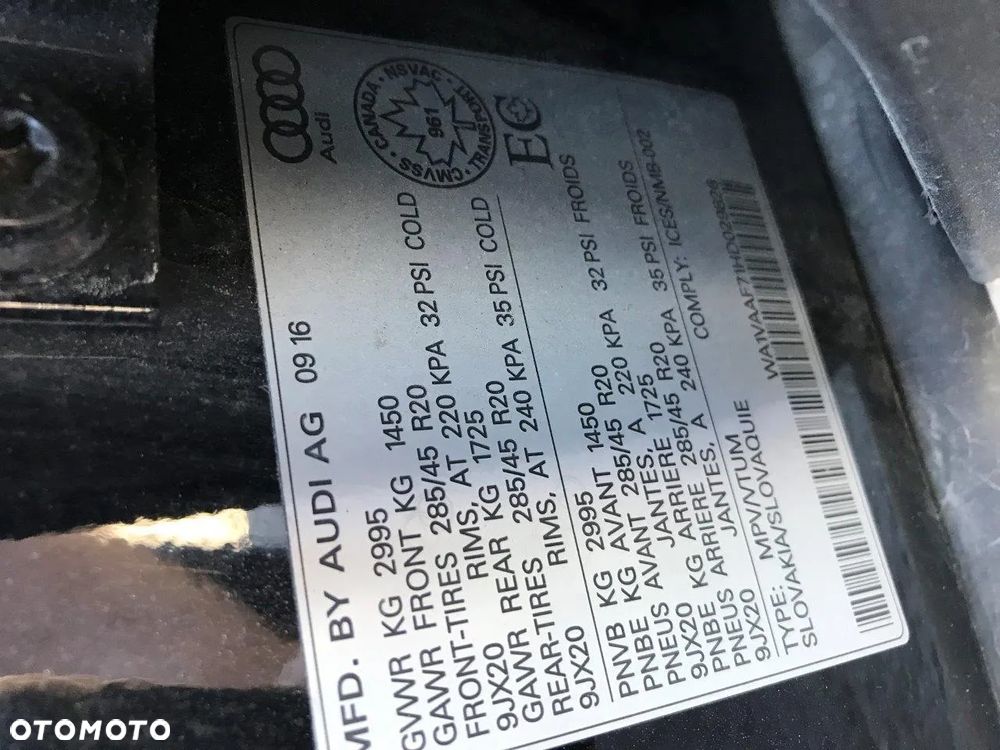 Audi
CMVSS • CANADA • NSVAC • TRANSPORT
961
EC
MFD. BY AUDI AG 09 16
GVWR KG 2995
GAWR FRONT KG 1450
FRONT-TIRES 285/45 R20
9JX20 RIMS, AT 220 KPA 32 PSI COLD
GAWR REAR KG 1725
REAR-TIRES 285/45 R20
9JX20 RIMS, AT 240 KPA 35 PSI COLD
PNVB KG 2995
PNBE KG AVANT 1450
PNEUS AVANT 285/45 R20
9JX20 JANTES, A 220 KPA 32 PSI FROIDS
PNBE KG ARRIERE 1725
PNEUS ARRIERE 285/45 R20
9JX20 JANTES, A 240 KPA 35 PSI FROIDS
COMPLY: ICES/NMB-002
TYPE: MPV/VTUM
SLOVAKIA/SLOVAQUIE
OTOMOTO